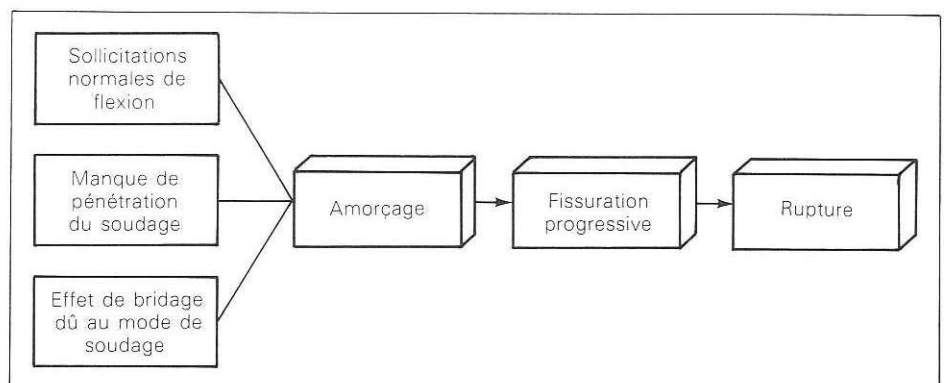 Sollicitations
normales de
flexion
Manque de
pénétration
du soudage
Effet de bridage
dû au mode de
soudage
Amorçage
Fissuration
progressive
Rupture